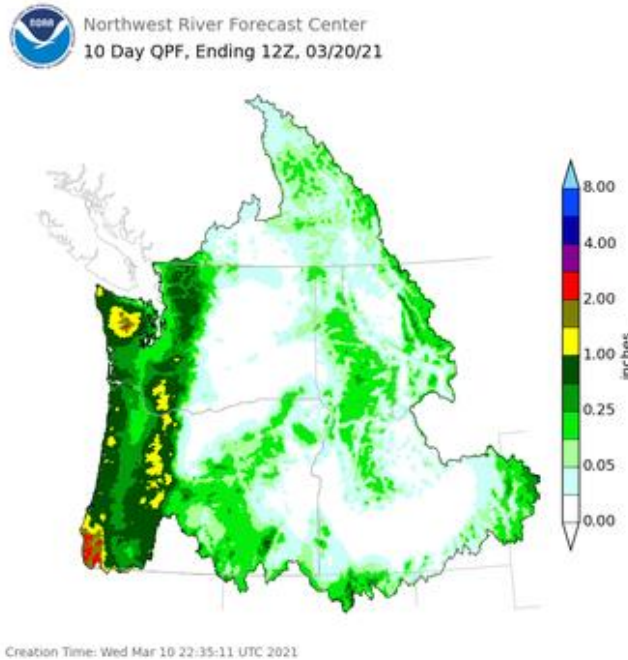 NOAA
Northwest River Forecast Center
10 Day QPF, Ending 12Z, 03/20/21
8.00
4.00
2.00
1.00
0.25
0.05
0.00
inches
Creation Time: Wed Mar 10 22:35:11 UTC 2021